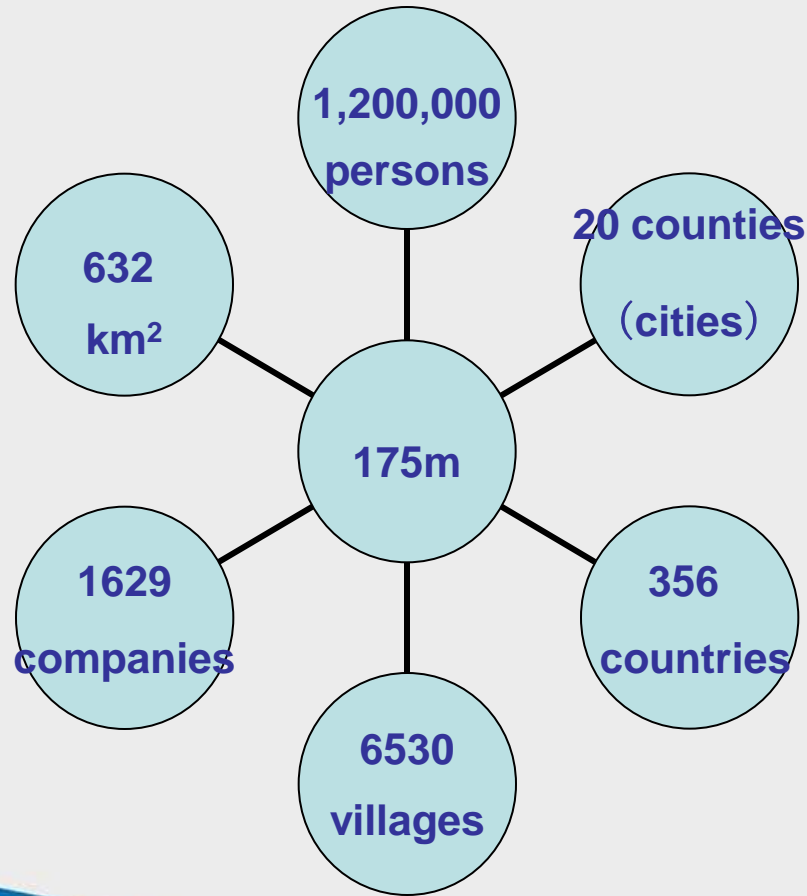 1,200,000
persons
20 counties
（cities）
632
km²
175m
1629
companies
356
countries
6530
villages